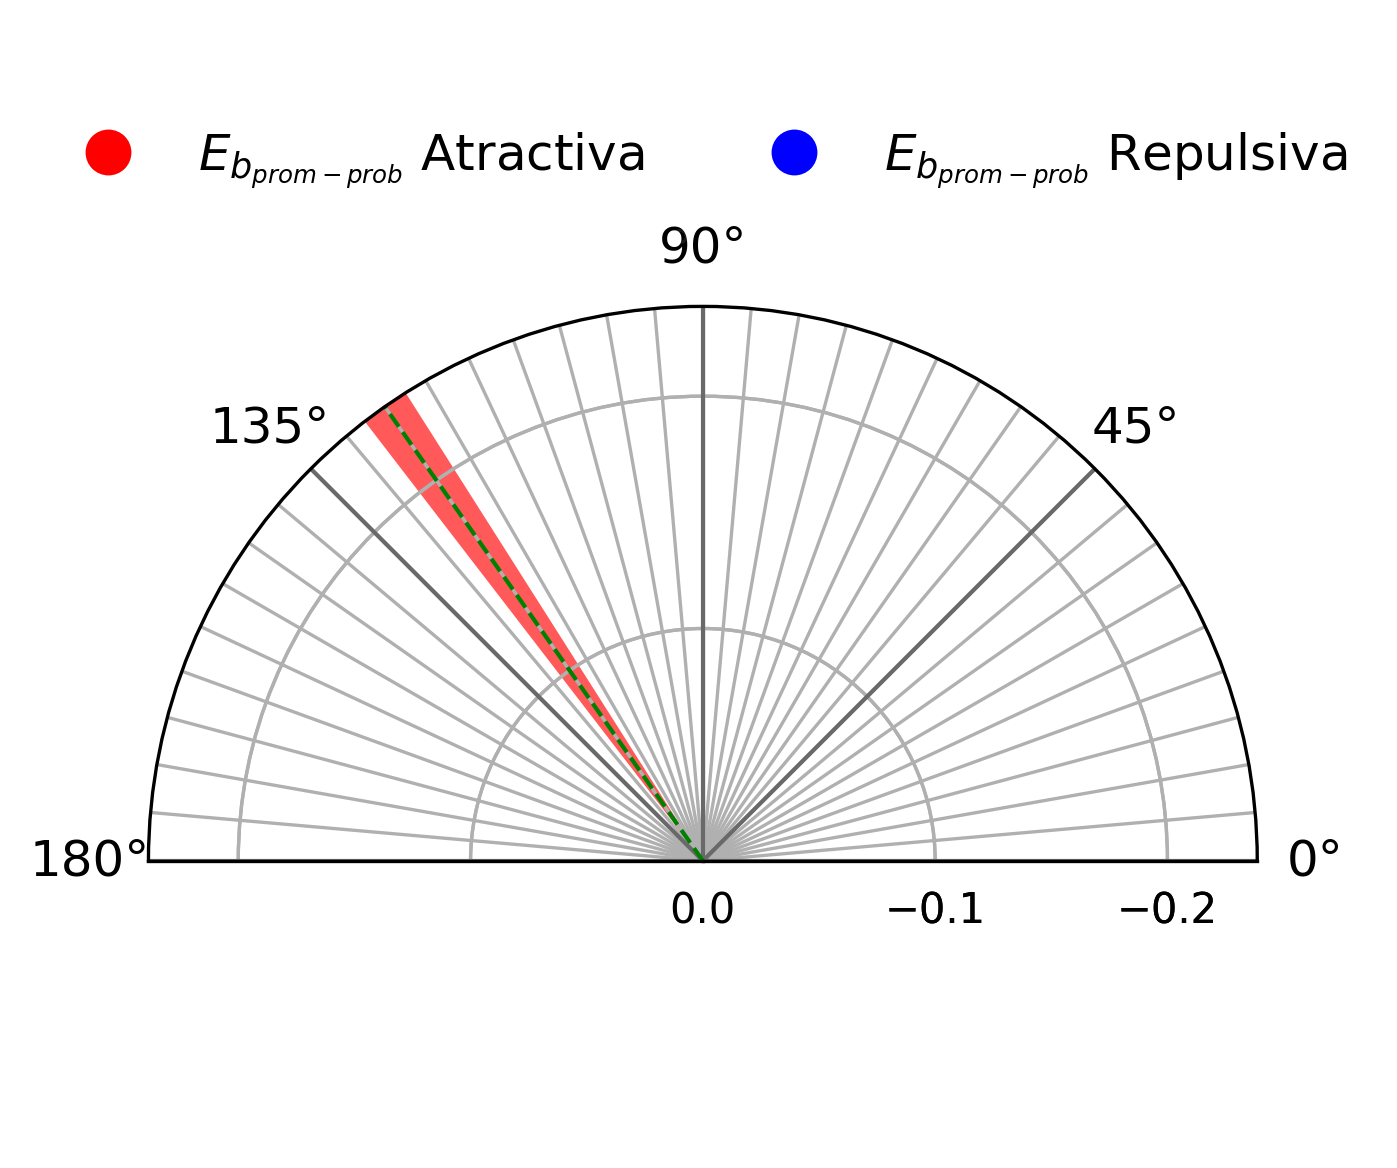 E_{b_{prom-prob}} Atractiva E_{b_{prom-prob}} Repulsiva
90°
135° 45°
180° 0°
0.0 −0.1 −0.2